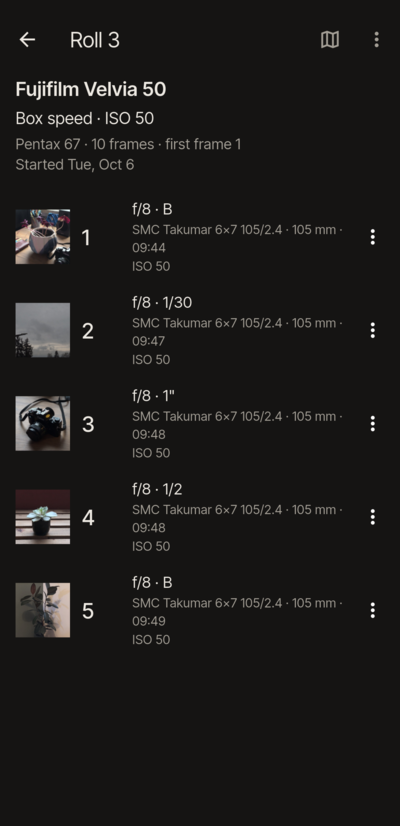 Roll 3
Fujifilm Velvia 50
Box speed · ISO 50
Pentax 67 · 10 frames · first frame 1
Started Tue, Oct 6
1
f/8 · B
SMC Takumar 6×7 105/2.4 · 105 mm ·
09:44
ISO 50
2
f/8 · 1/30
SMC Takumar 6×7 105/2.4 · 105 mm ·
09:47
ISO 50
3
f/8 · 1"
SMC Takumar 6×7 105/2.4 · 105 mm ·
09:48
ISO 50
4
f/8 · 1/2
SMC Takumar 6×7 105/2.4 · 105 mm ·
09:48
ISO 50
5
f/8 · B
SMC Takumar 6×7 105/2.4 · 105 mm ·
09:49
ISO 50